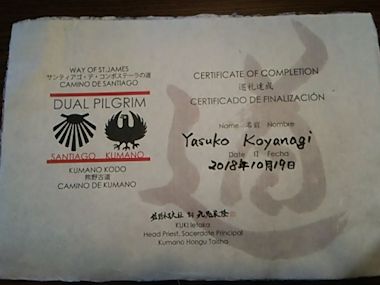 WAY OF ST.JAMES
サンティアゴ・デ・コンポステーラの道
CAMINO DE SANTIAGO
DUAL PILGRIM
SANTIAGO KUMANO
KUMANO KODO
熊野古道
CAMINO DE KUMANO
CERTIFICATE OF COMPLETION
巡礼達成
CERTIFICADO DE FINALIZACIÓN
Name 名前 Nombre
Yasuko Koyanagi
Date 日 Fecha
2018年10月19日
KUKI Ietaka
Head Priest, Sacerdote Principal
Kumano Hongu Taisha
道